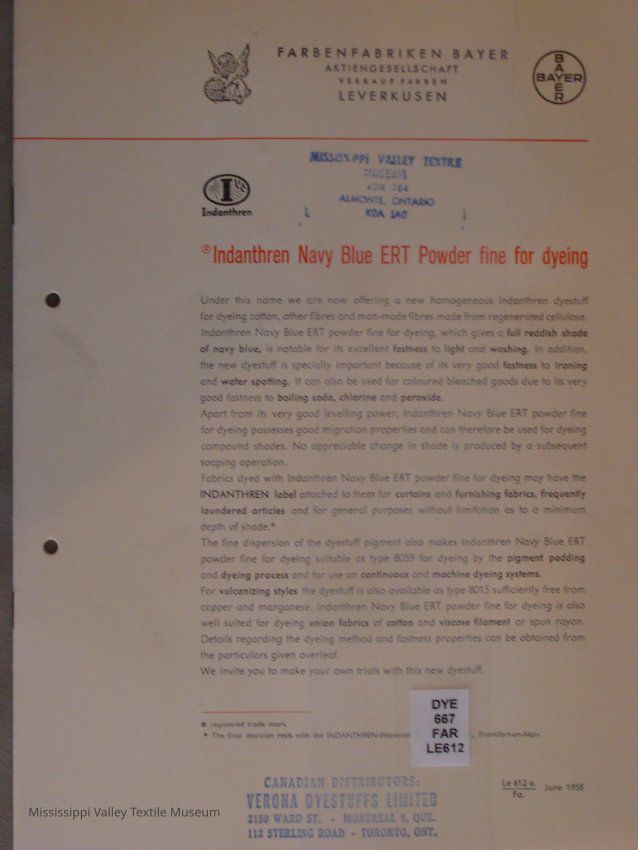 FARBENFABRIKEN BAYER
AKTIENGESELLSCHAFT
VERKAUF FARBEN
LEVERKUSEN
BAYER
BAYER
MISSISSIPPI VALLEY TEXTILE
MUSEUM
BOX 784
ALMONTE, ONTARIO
K0A 1A0
I
Indanthren
®Indanthren Navy Blue ERT Powder fine for dyeing
Under this name we are now offering a new homogeneous Indanthren dyestuff
for dyeing cotton, other fibres and man-made fibres made from regenerated cellulose.
Indanthren Navy Blue ERT powder fine for dyeing, which gives a full reddish shade
of navy blue, is notable for its excellent fastness to light and washing. In addition,
the new dyestuff is specially important because of its very good fastness to ironing
and water spotting. It can also be used for coloured bleached goods due to its very
good fastness to boiling soda, chlorine and peroxide.
Apart from its very good levelling power, Indanthren Navy Blue ERT powder fine
for dyeing possesses good migration properties and can therefore be used for dyeing
compound shades. No appreciable change in shade is produced by a subsequent
soaping operation.
Fabrics dyed with Indanthren Navy Blue ERT powder fine for dyeing may have the
INDANTHREN label attached to them for curtains and furnishing fabrics, frequently
laundered articles and for general purposes without limitation as to a minimum
depth of shade.*
The fine dispersion of the dyestuff pigment also makes Indanthren Navy Blue ERT
powder fine for dyeing suitable as type 8059 for dyeing by the pigment padding
and dyeing process and for use on continuous and machine dyeing systems.
For vulcanizing styles the dyestuff is also available as type 8015 sufficiently free from
copper and manganese. Indanthren Navy Blue ERT powder fine for dyeing is also
well suited for dyeing union fabrics of cotton and viscose filament or spun rayon.
Details regarding the dyeing method and fastness properties can be obtained from
the particulars given overleaf.
We invite you to make your own trials with this new dyestuff.
® registered trade mark.
* The final decision rests with the INDANTHREN-Warenze Frankfurt-on-Main
DYE
667
FAR
LE612
Le 612 e.
Fa.
June 1958
CANADIAN DISTRIBUTORS:
VERONA DYESTUFFS LIMITED
2150 WARD ST. - MONTREAL 9, QUE.
113 STERLING ROAD - TORONTO, ONT.
Mississippi Valley Textile Museum